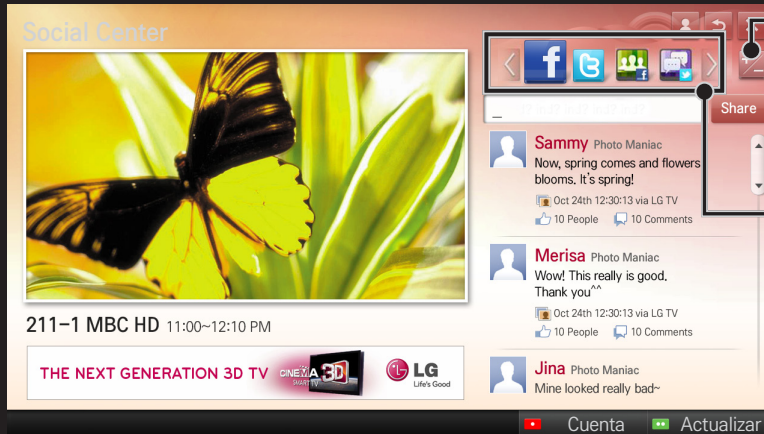 Social Center
Share
Sammy Photo Maniac
Now, spring comes and flowers
blooms. It's spring!
Oct 24th 12:30:13 via LG TV
10 People 10 Comments
Merisa Photo Maniac
Wow! This really is good.
Thank you^^
Oct 24th 12:30:13 via LG TV
10 People 10 Comments
Jina Photo Maniac
Mine looked really bad~
211-1 MBC HD 11:00~12:10 PM
THE NEXT GENERATION 3D TV CINEMA 3D SMART TV LG Life's Good
Cuenta Actualizar